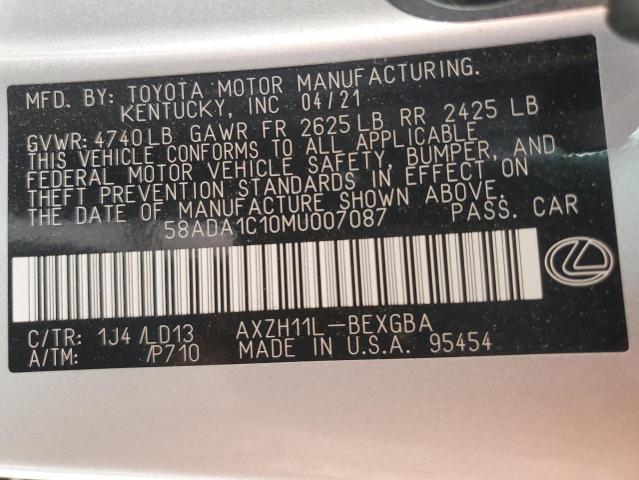 MFD. BY: TOYOTA MOTOR MANUFACTURING.
KENTUCKY, INC 04/21
GVWR: 4740LB GAWR FR 2625 LB RR 2425 LB
THIS VEHICLE CONFORMS TO ALL APPLICABLE
FEDERAL MOTOR VEHICLE SAFETY, BUMPER, AND
THEFT PREVENTION STANDARDS IN EFFECT ON
THE DATE OF MANUFACTURE SHOWN ABOVE.
58ADA1C10MU007087 PASS. CAR
C/TR: 1J4 /LD13 AXZH11L-BEXGBA
A/TM: /P710 MADE IN U.S.A. 95454